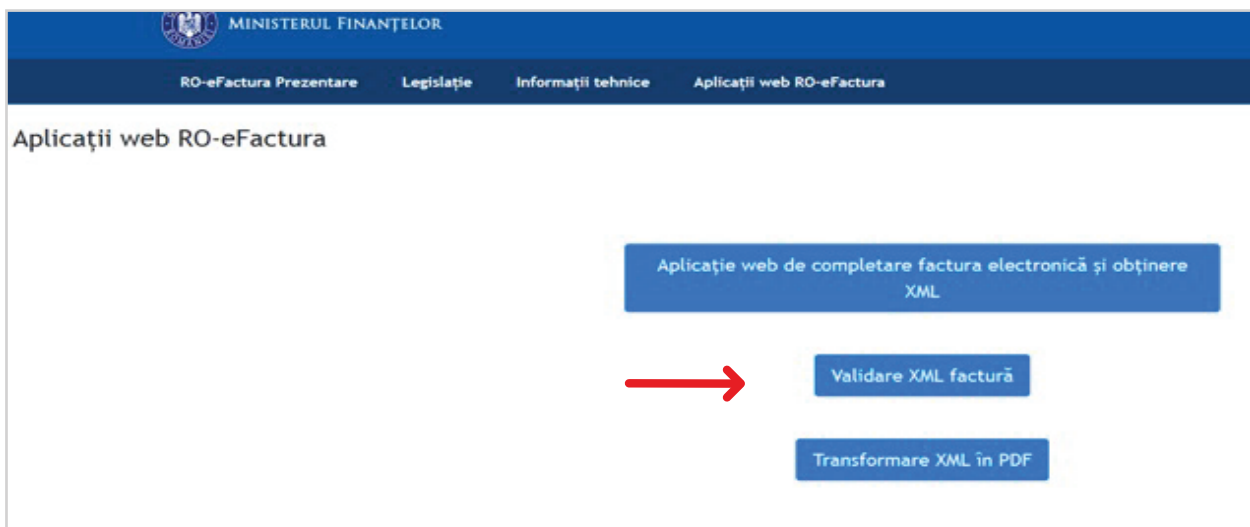 MINISTERUL FINANȚELOR
RO-eFactura Prezentare Legislație Informații tehnice Aplicații web RO-eFactura
Aplicații web RO-eFactura
Aplicație web de completare factura electronică și obținere
XML
Validare XML factură
Transformare XML în PDF